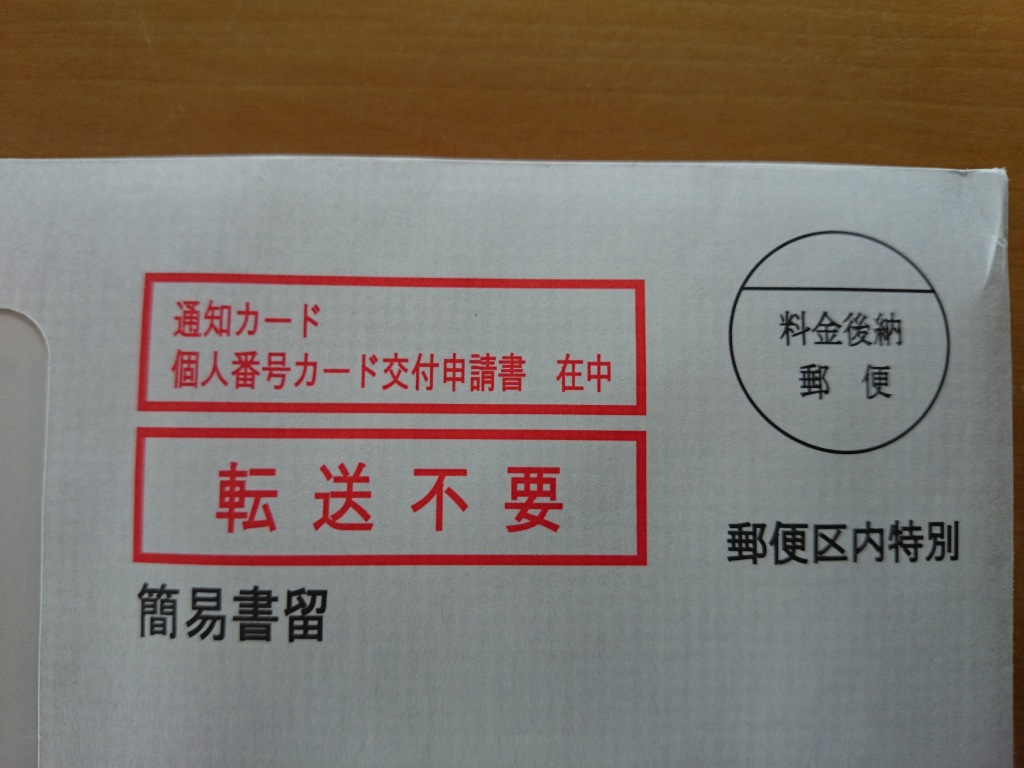 通知カード
個人番号カード交付申請書　在中
転送不要
簡易書留
料金後納
郵　便
郵便区内特別